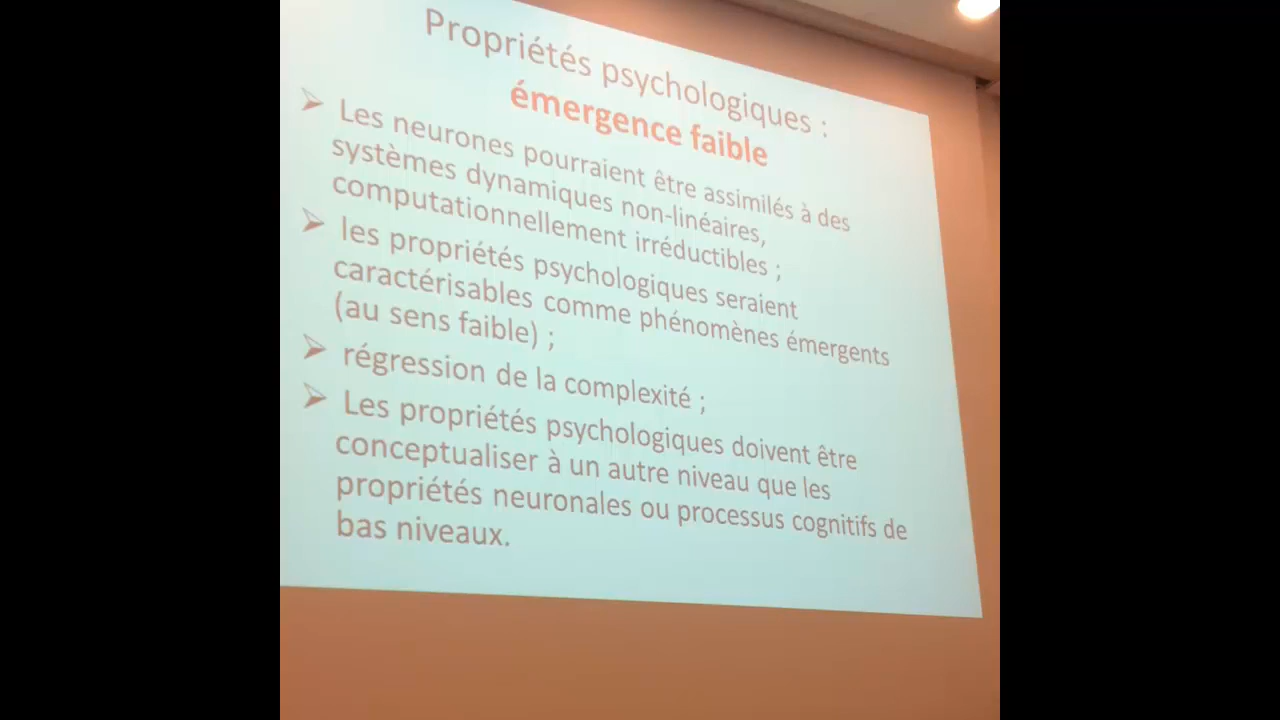 Propriétés psychologiques :
émergence faible
➢ Les neurones pourraient être assimilés à des
systèmes dynamiques non-linéaires,
computationnellement irréductibles ;
➢ les propriétés psychologiques seraient
caractérisables comme phénomènes émergents
(au sens faible) ;
➢ régression de la complexité ;
➢ Les propriétés psychologiques doivent être
conceptualiser à un autre niveau que les
propriétés neuronales ou processus cognitifs de
bas niveaux.